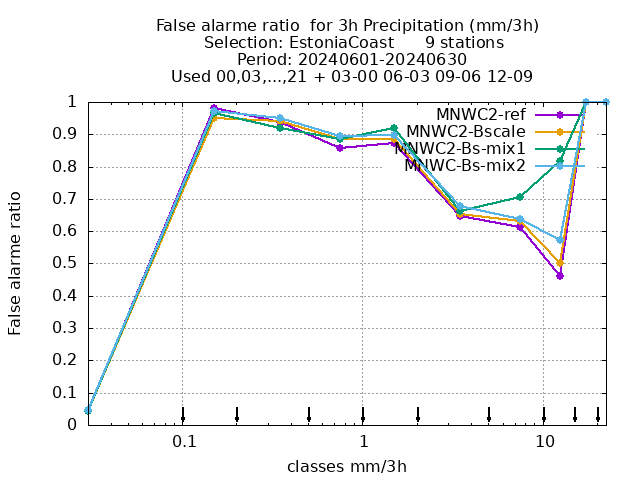 False alarme ratio  for 3h Precipitation (mm/3h)
Selection: EstoniaCoast      9 stations
Period: 20240601-20240630
Used 00,03,...,21 + 03-00 06-03 09-06 12-09
MNWC2-ref
MNWC2-Bscale
MNWC2-Bs-mix1
MNWC-Bs-mix2
1
0.9
0.8
0.7
0.6
0.5
0.4
0.3
0.2
0.1
0
False alarme ratio
0.1
1
10
classes mm/3h